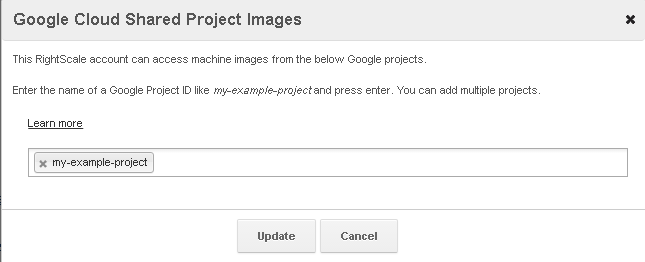 Google Cloud Shared Project Images
This RightScale account can access machine images from the below Google projects.
Enter the name of a Google Project ID like my-example-project and press enter. You can add multiple projects.
Learn more
my-example-project
Update Cancel